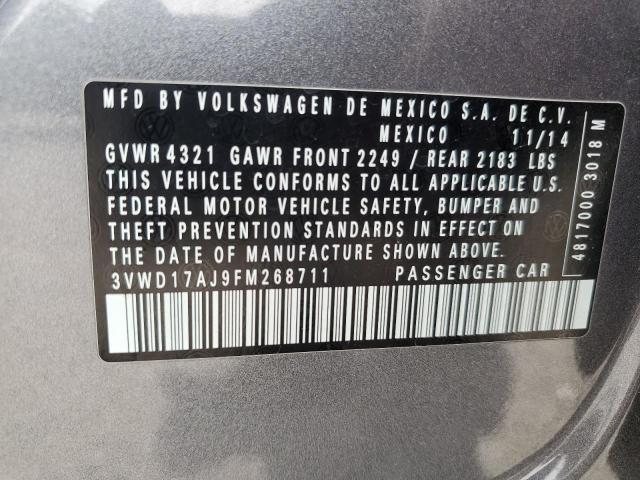 MFD BY VOLKSWAGEN DE MEXICO S.A. DE C.V.
MEXICO 11/14
GVWR 4321 GAWR FRONT 2249 / REAR 2183 LBS
THIS VEHICLE CONFORMS TO ALL APPLICABLE U.S.
FEDERAL MOTOR VEHICLE SAFETY, BUMPER AND
THEFT PREVENTION STANDARDS IN EFFECT ON
THE DATE OF MANUFACTURE SHOWN ABOVE.
3VWD17AJ9FM268711 PASSENGER CAR
4817000 3018 M